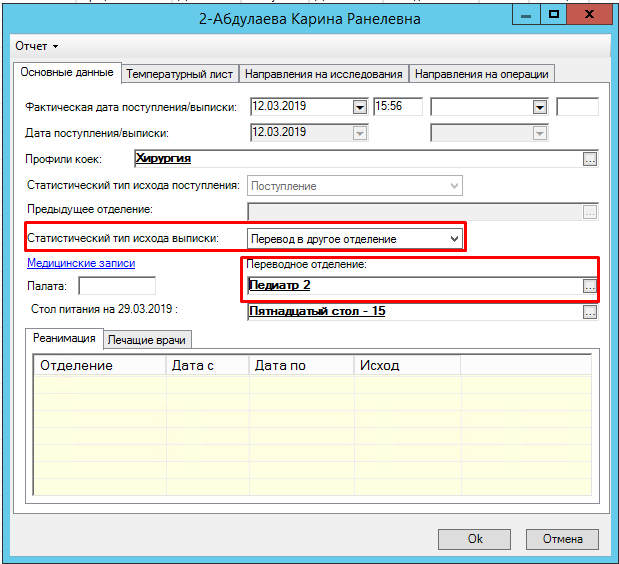 2-Абдулаева Карина Ранелевна
Отчет
Основные данные Температурный лист Направления на исследования Направления на операции
Фактическая дата поступления/выписки: 12.03.2019 15:56
Дата поступления/выписки: 12.03.2019
Профили коек: Хирургия ...
Статистический тип исхода поступления: Поступление
Предыдущее отделение: ...
Статистический тип исхода выписки: Перевод в другое отделение
Медицинские записи Переводное отделение:
Палата: Педиатр 2 ...
Стол питания на 29.03.2019 : Пятнадцатый стол - 15 ...
Реанимация Лечащие врачи
Отделение Дата с Дата по Исход
Ok Отмена